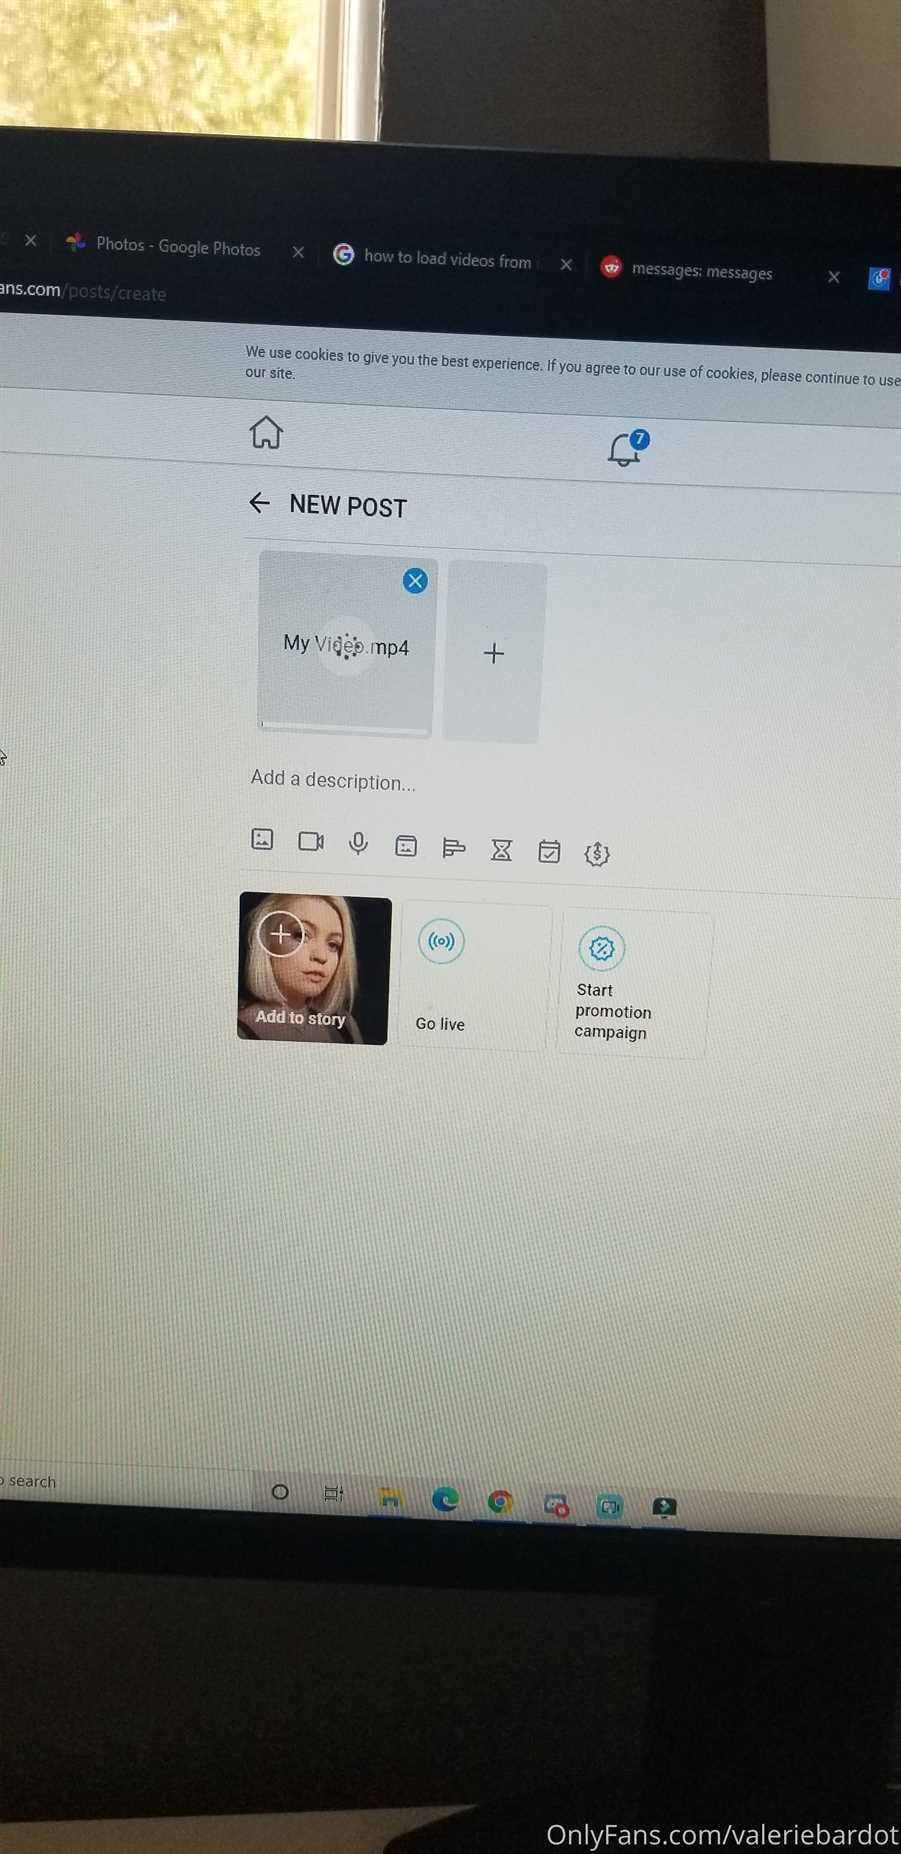 Photos - Google Photos
how to load videos from
messages: messages
ans.com/posts/create
We use cookies to give you the best experience. If you agree to our use of cookies, please continue to use
our site.
7
NEW POST
My Video.mp4
Add a description...
Add to story
Go live
Start
promotion
campaign
search
OnlyFans.com/valeriebardot